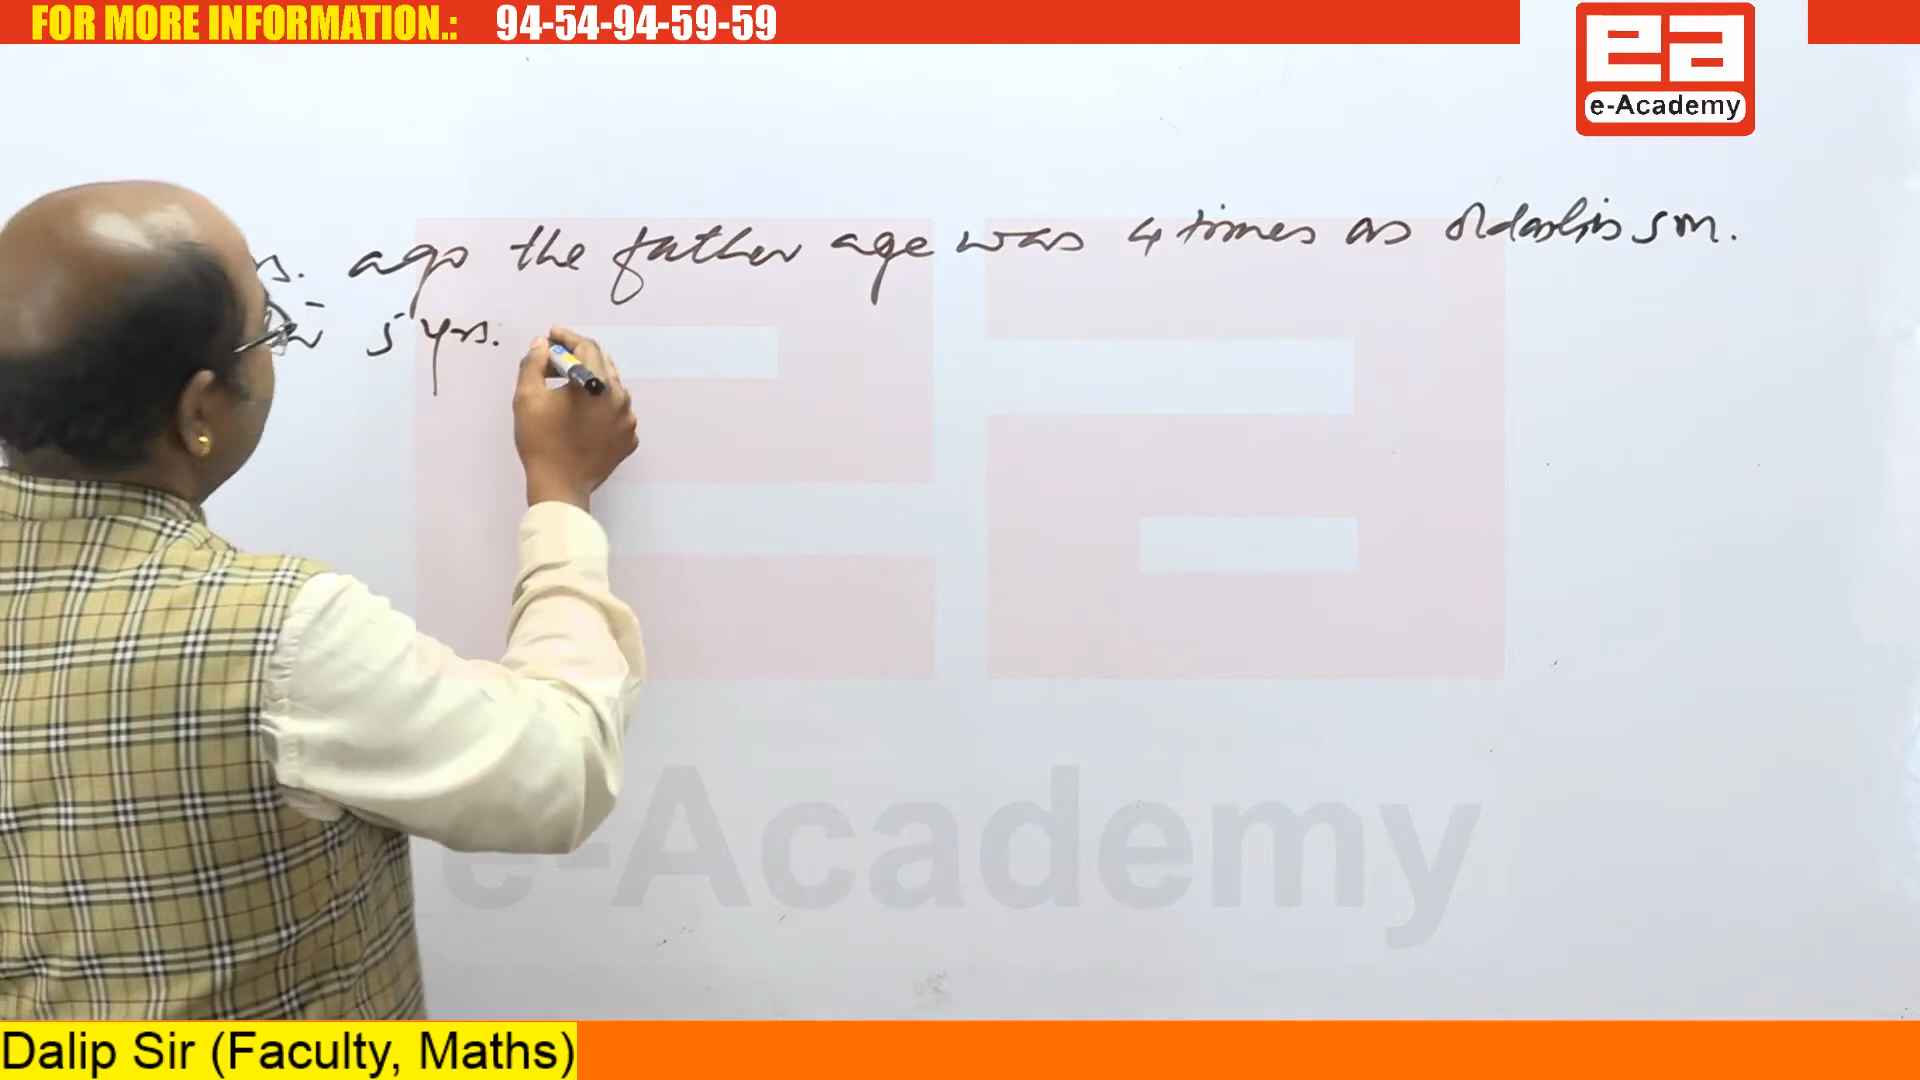 FOR MORE INFORMATION.: 94-54-94-59-59
ea
e-Academy
ago the father age was 4 times as old as his son.
5 yrs.
e-Academy
Dalip Sir (Faculty, Maths)